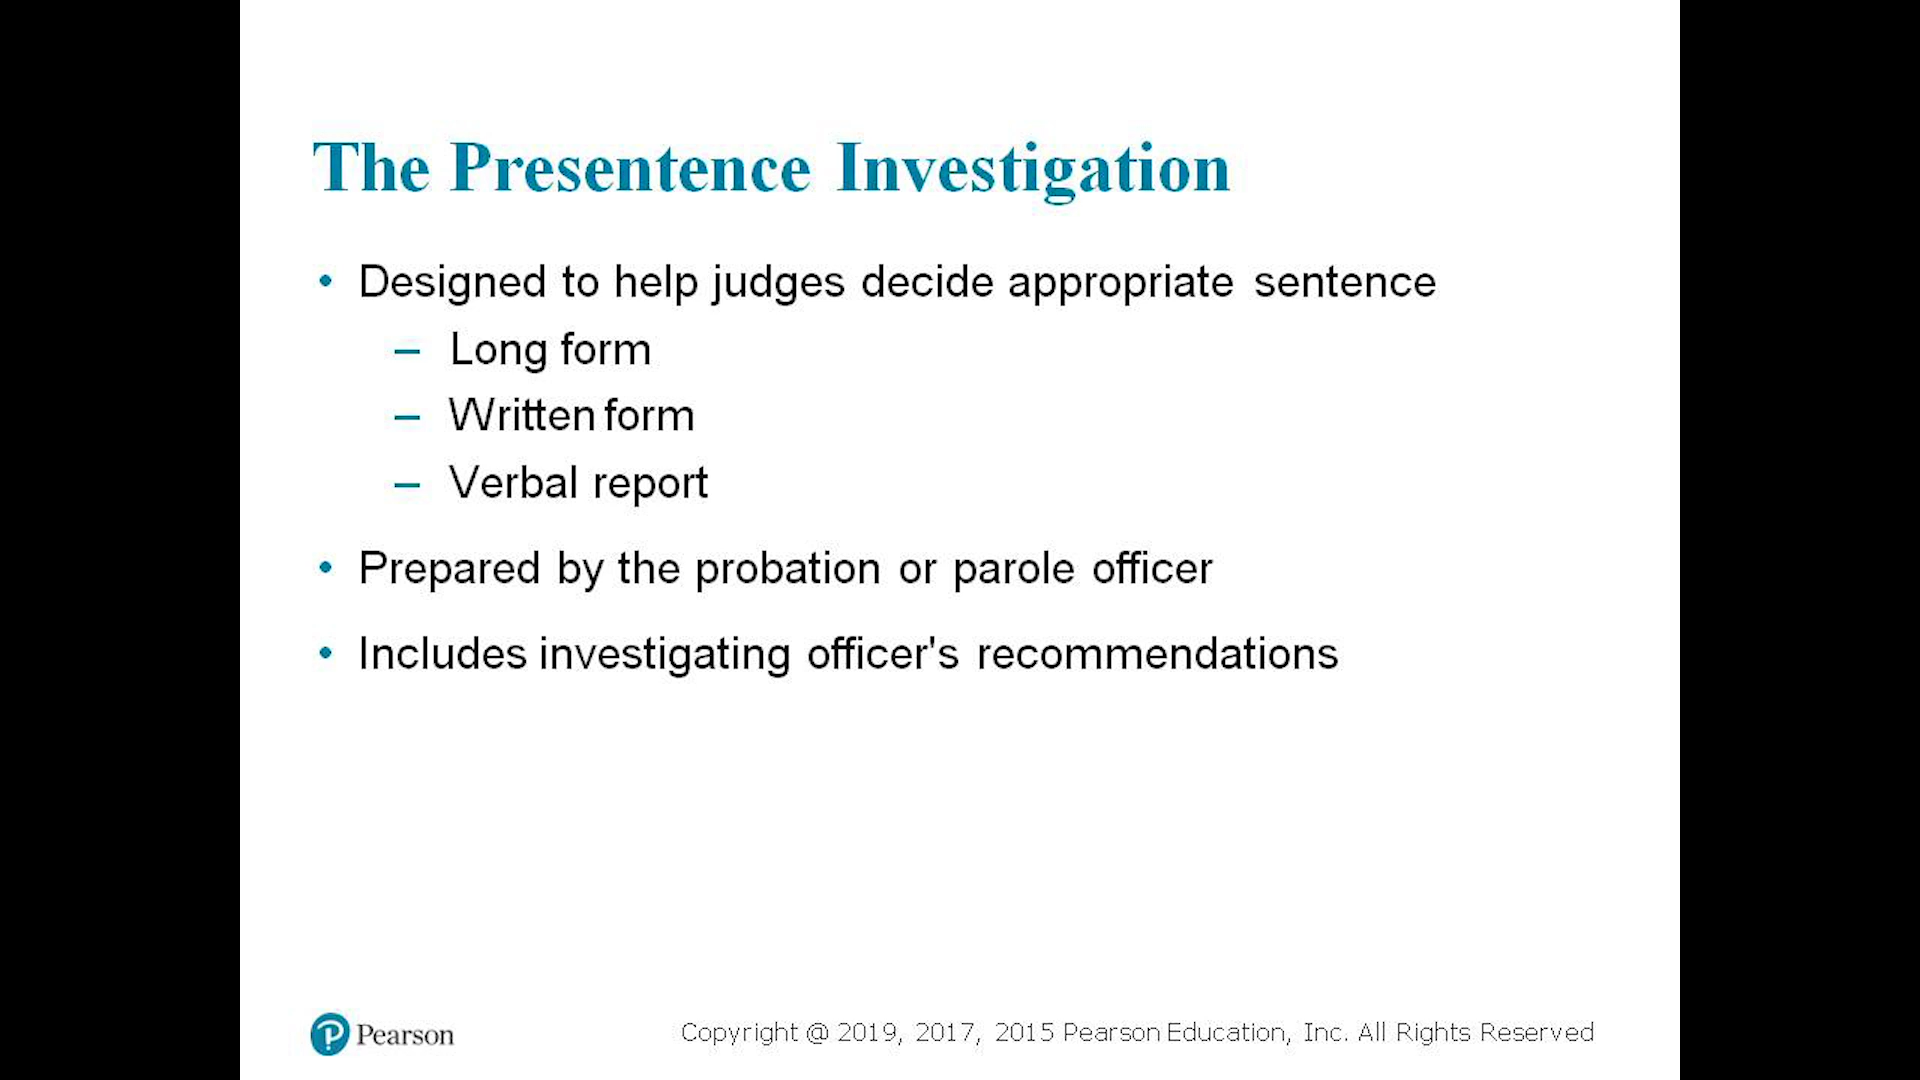 The Presentence Investigation
• Designed to help judges decide appropriate sentence
– Long form
– Written form
– Verbal report
• Prepared by the probation or parole officer
• Includes investigating officer's recommendations
Pearson
Copyright @ 2019, 2017, 2015 Pearson Education, Inc. All Rights Reserved